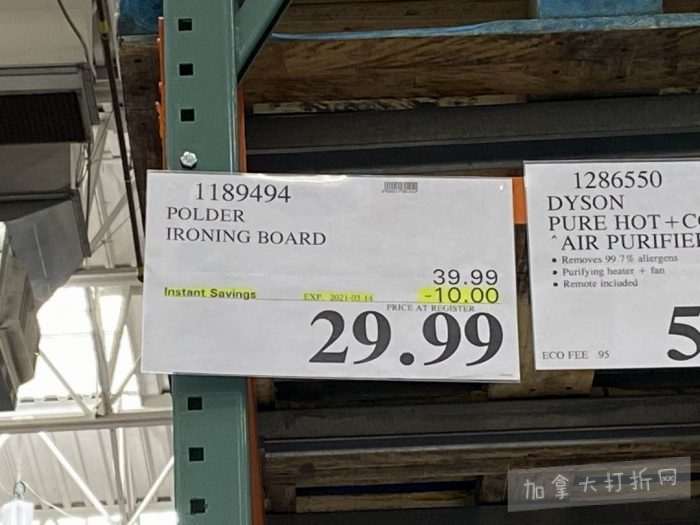 1189494
POLDER
IRONING BOARD
39.99
Instant Savings EXP. 2021-03-14 -10.00
PRICE AT REGISTER
29.99
1286550
DYSON
PURE HOT+C
^AIR PURIFIE
• Removes 99.7% allergens
• Purifying heater + fan
• Remote included
ECO FEE .95
5
加拿大打折网